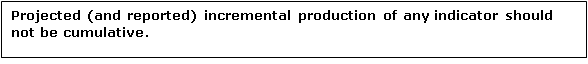 Projected (and reported) incremental production of any indicator should
not be cumulative.